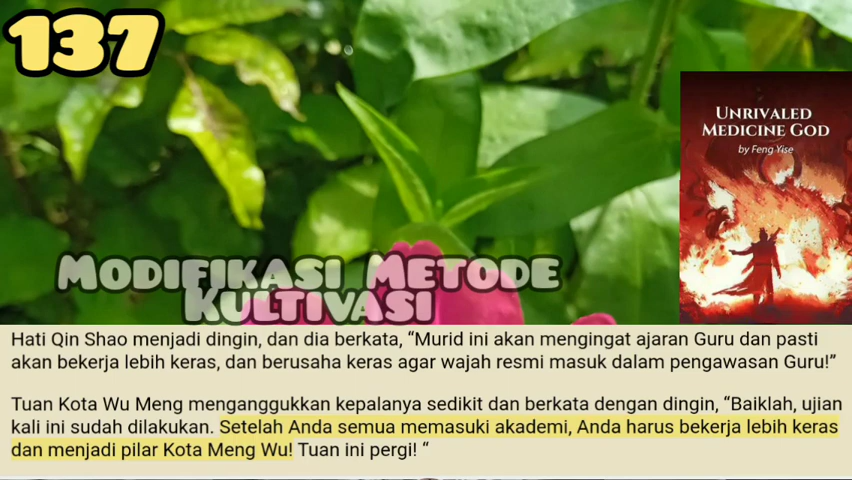 137
UNRIVALED
MEDICINE GOD
by Feng Yise
MODIFIKASI METODE
KULTIVASI
Hati Qin Shao menjadi dingin, dan dia berkata, “Murid ini akan mengingat ajaran Guru dan pasti
akan bekerja lebih keras, dan berusaha keras agar wajah resmi masuk dalam pengawasan Guru!”
Tuan Kota Wu Meng menganggukkan kepalanya sedikit dan berkata dengan dingin, “Baiklah, ujian
kali ini sudah dilakukan. Setelah Anda semua memasuki akademi, Anda harus bekerja lebih keras
dan menjadi pilar Kota Meng Wu! Tuan ini pergi! “